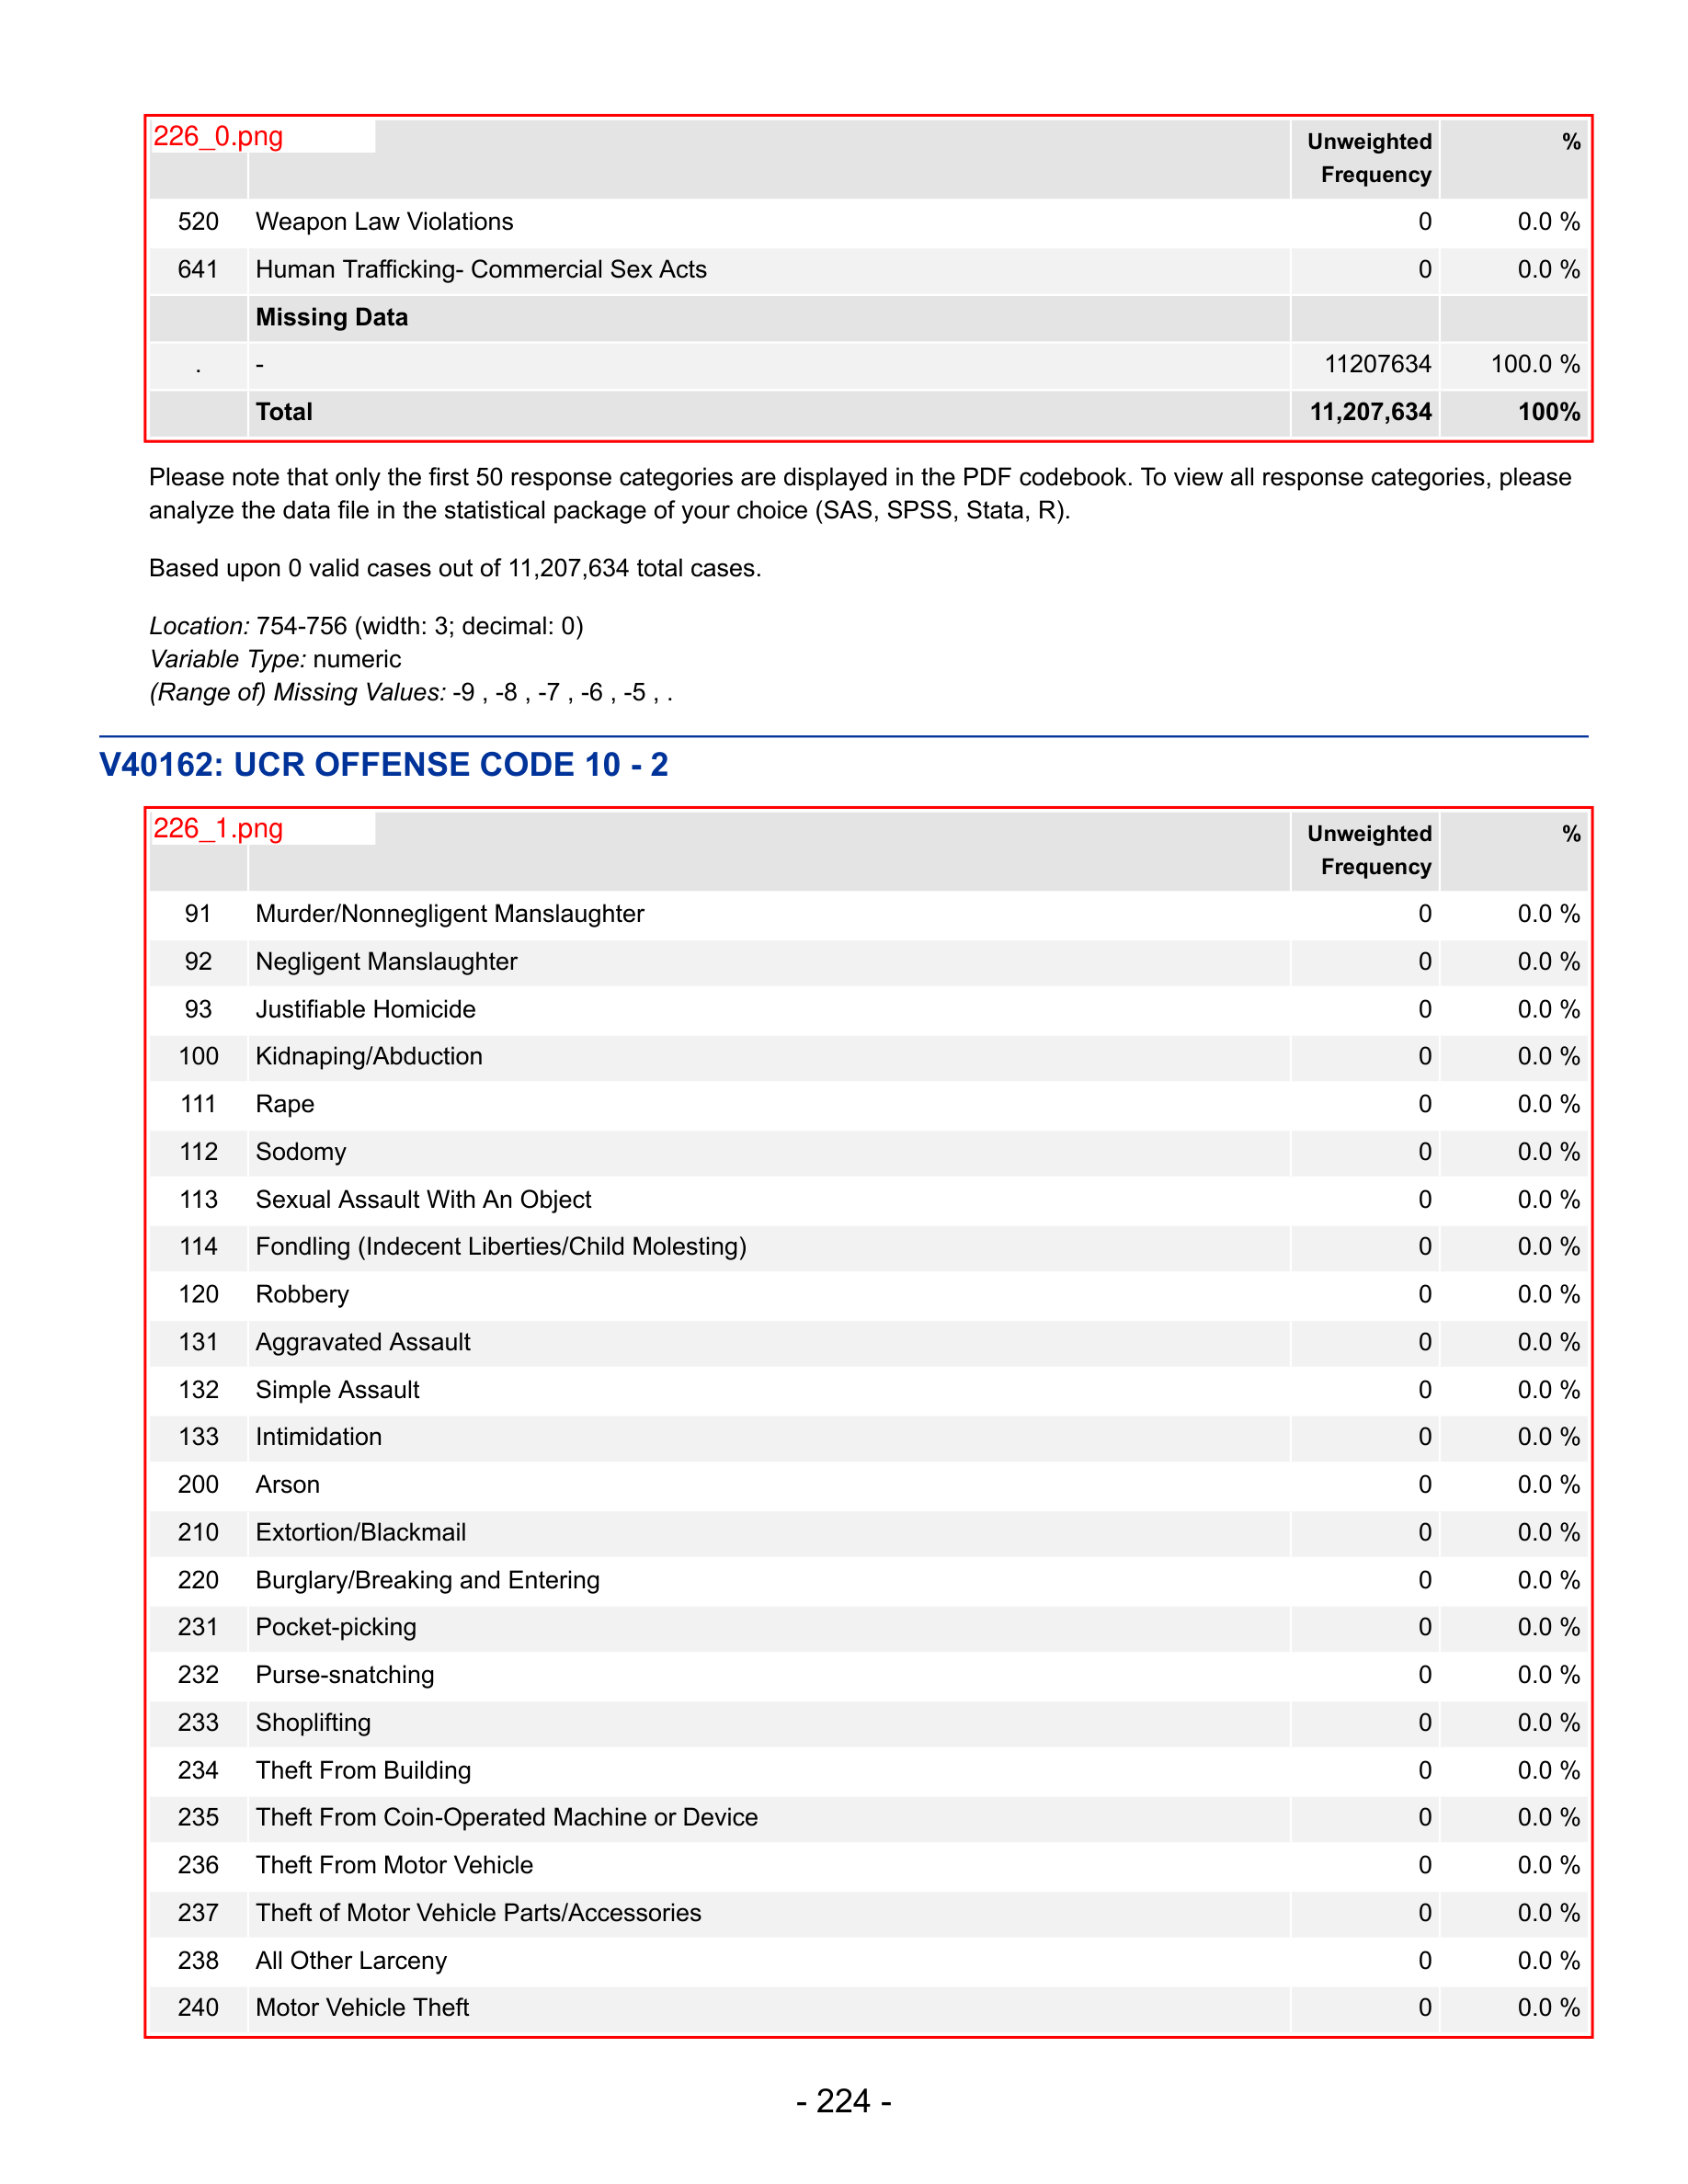 226_0.png
Unweighted Frequency %
520 Weapon Law Violations 0 0.0 %
641 Human Trafficking- Commercial Sex Acts 0 0.0 %
Missing Data
. - 11207634 100.0 %
Total 11,207,634 100%
Please note that only the first 50 response categories are displayed in the PDF codebook. To view all response categories, please
analyze the data file in the statistical package of your choice (SAS, SPSS, Stata, R).
Based upon 0 valid cases out of 11,207,634 total cases.
Location: 754-756 (width: 3; decimal: 0)
Variable Type: numeric
(Range of) Missing Values: -9 , -8 , -7 , -6 , -5 , .
V40162: UCR OFFENSE CODE 10 - 2
226_1.png
Unweighted Frequency %
91 Murder/Nonnegligent Manslaughter 0 0.0 %
92 Negligent Manslaughter 0 0.0 %
93 Justifiable Homicide 0 0.0 %
100 Kidnaping/Abduction 0 0.0 %
111 Rape 0 0.0 %
112 Sodomy 0 0.0 %
113 Sexual Assault With An Object 0 0.0 %
114 Fondling (Indecent Liberties/Child Molesting) 0 0.0 %
120 Robbery 0 0.0 %
131 Aggravated Assault 0 0.0 %
132 Simple Assault 0 0.0 %
133 Intimidation 0 0.0 %
200 Arson 0 0.0 %
210 Extortion/Blackmail 0 0.0 %
220 Burglary/Breaking and Entering 0 0.0 %
231 Pocket-picking 0 0.0 %
232 Purse-snatching 0 0.0 %
233 Shoplifting 0 0.0 %
234 Theft From Building 0 0.0 %
235 Theft From Coin-Operated Machine or Device 0 0.0 %
236 Theft From Motor Vehicle 0 0.0 %
237 Theft of Motor Vehicle Parts/Accessories 0 0.0 %
238 All Other Larceny 0 0.0 %
240 Motor Vehicle Theft 0 0.0 %
- 224 -